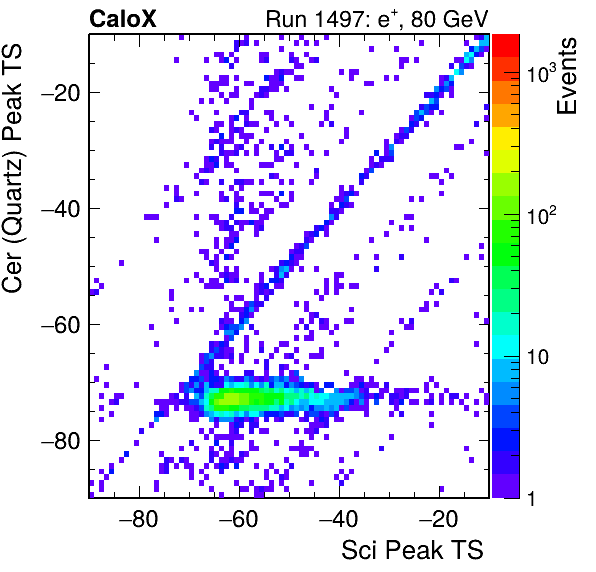 CaloX Run 1497: e+, 80 GeV
Cer (Quartz) Peak TS
−20
−40
−60
−80
−80 −60 −40 −20
Sci Peak TS
Events
10³
10²
10
1